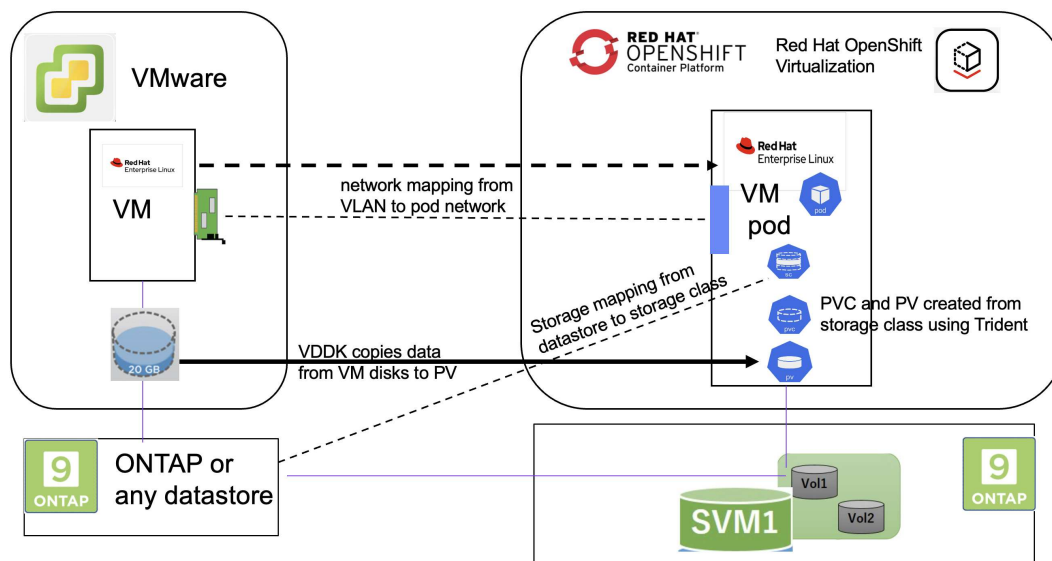 VMware
RED HAT®
OPENSHIFT
Container Platform
Red Hat OpenShift
Virtualization
Red Hat
Enterprise Linux
VM
network mapping from
VLAN to pod network
Red Hat
Enterprise Linux
VM
pod
pod
sc
Storage mapping from
datastore to storage class
pvc
PVC and PV created from
storage class using Trident
20 GB
VDDK copies data
from VM disks to PV
pv
9
ONTAP
ONTAP or
any datastore
SVM1
Vol1
Vol2
9
ONTAP